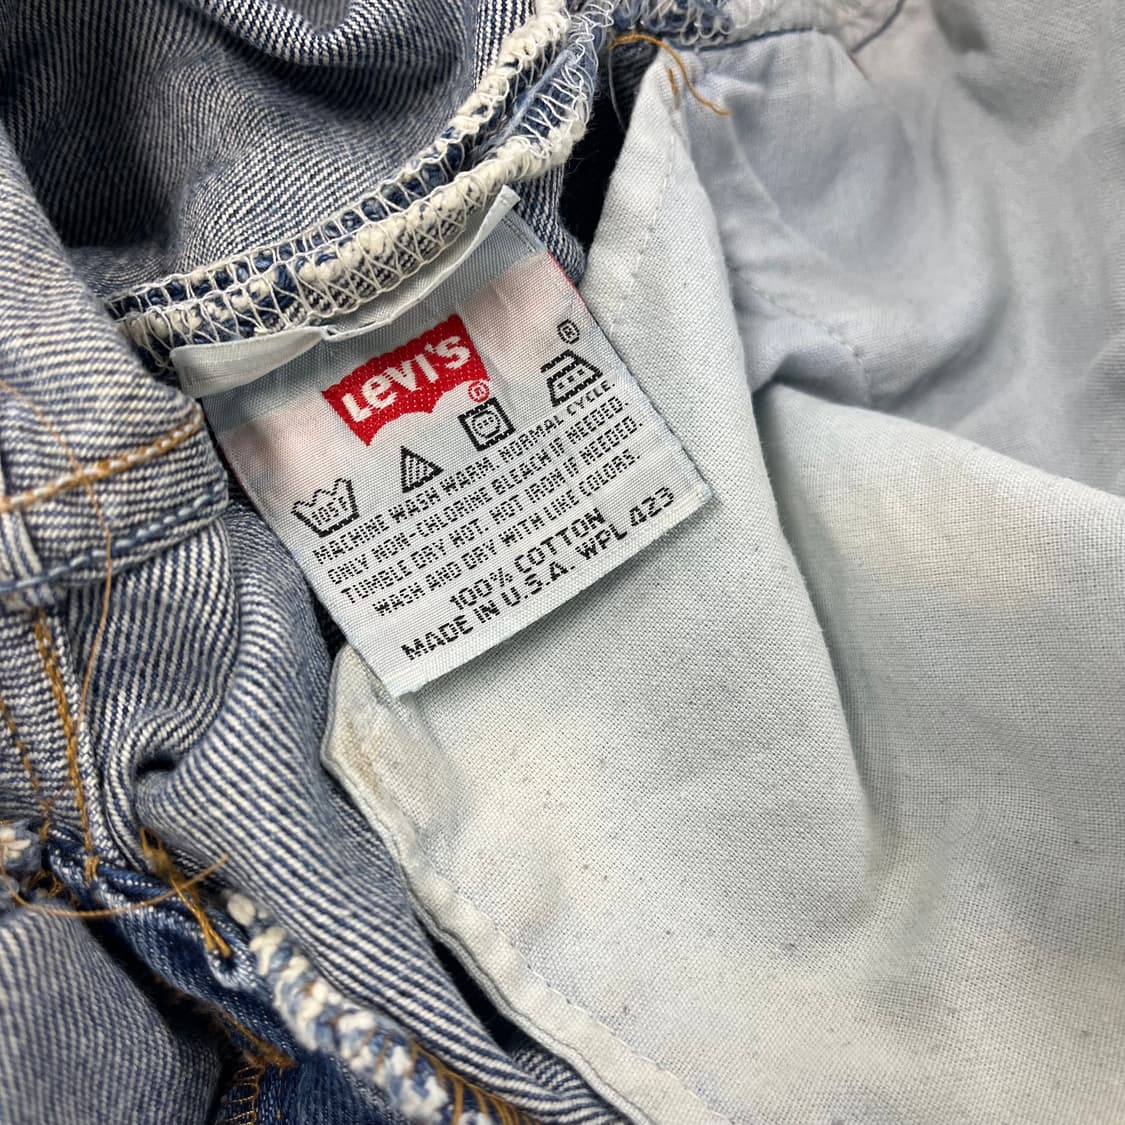 LEVI'S
®
®
105F
MACHINE WASH WARM. NORMAL CYCLE.
ONLY NON-CHLORINE BLEACH IF NEEDED.
TUMBLE DRY HOT. HOT IRON IF NEEDED.
WASH AND DRY WITH LIKE COLORS.
100% COTTON
MADE IN U.S.A. WPL 423